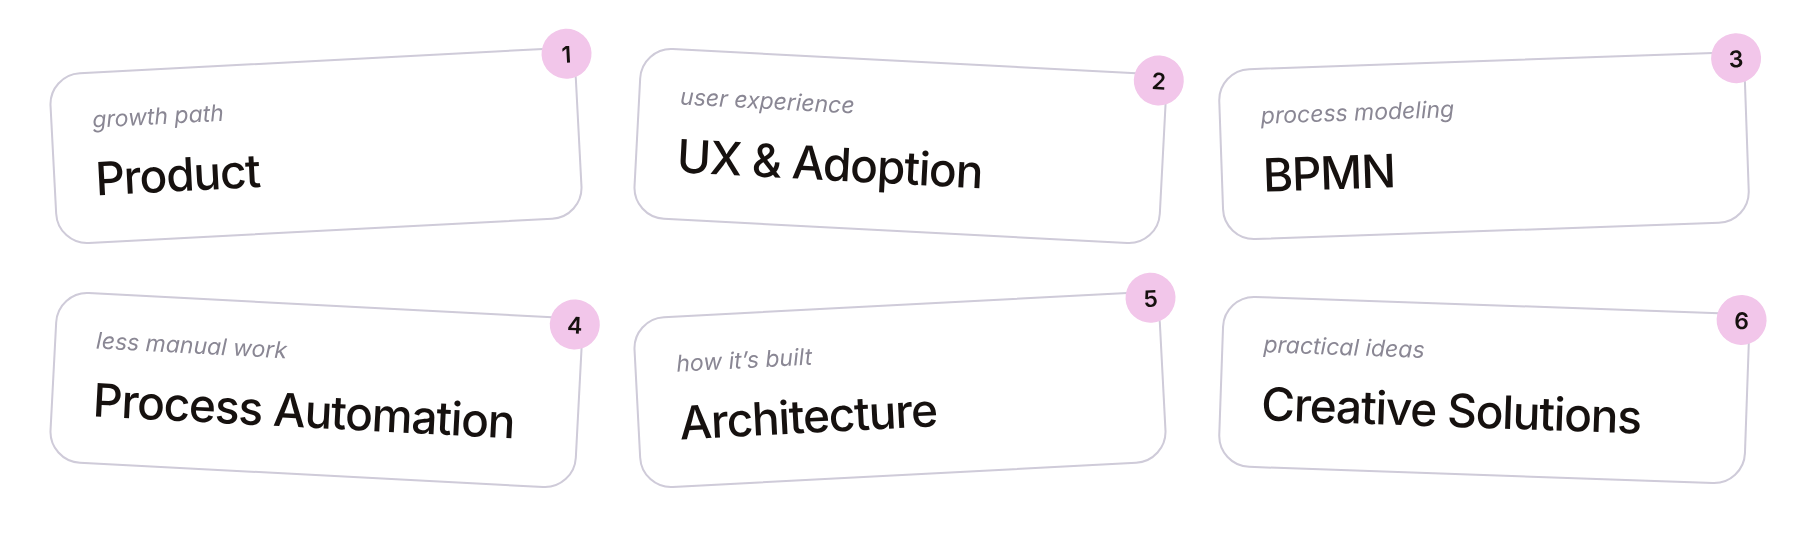 1
growth path
Product
2
user experience
UX & Adoption
3
process modeling
BPMN
4
less manual work
Process Automation
5
how it’s built
Architecture
6
practical ideas
Creative Solutions